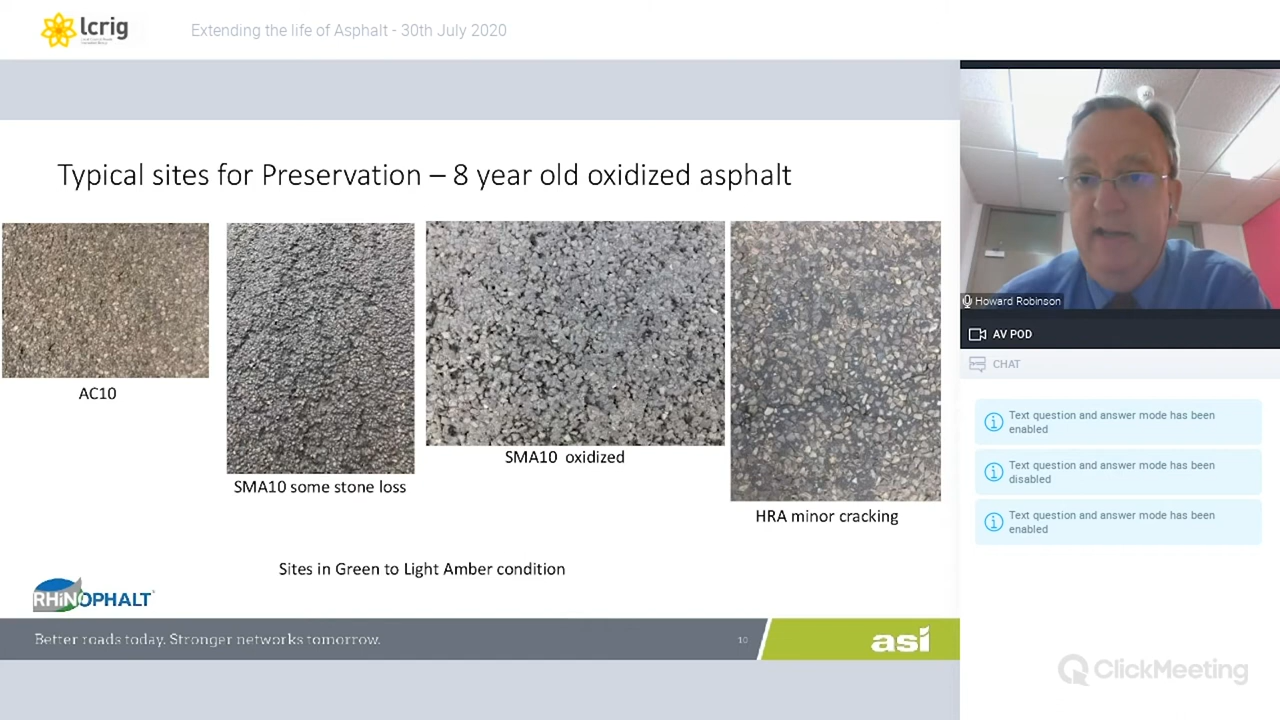 lcrig
Extending the life of Asphalt - 30th July 2020
Typical sites for Preservation – 8 year old oxidized asphalt
AC10
SMA10 some stone loss
SMA10 oxidized
HRA minor cracking
Sites in Green to Light Amber condition
RHiNOPHALT
Better roads today. Stronger networks tomorrow.
10
asi
Howard Robinson
AV POD
CHAT
Text question and answer mode has been
enabled
Text question and answer mode has been
disabled
Text question and answer mode has been
enabled
ClickMeeting